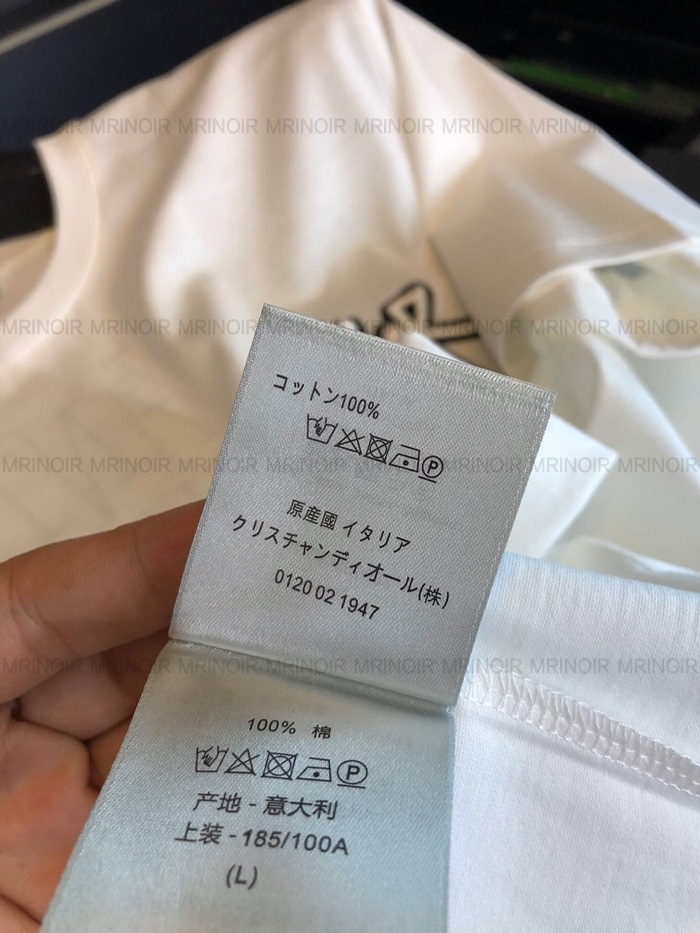 MRINOIR MRINOIR MRINOIR MRINOIR MRINOIR MRINOIR MRINOIR
MRINOIR MRINOIR MRINOIR MRINOIR MRINOIR MRINOIR MRINOIR MRINOIR
コットン100%
P
MRINOIR MRINOIR MRINOIR MRINOIR MRINOIR MRINOIR MRINOIR MRINOIR
原産國 イタリア
クリスチャンディオール(株)
0120 02 1947
MRINOIR MRINOIR MRINOIR MRINOIR MRINOIR MRINOIR MRINOIR MRINOIR
100% 棉
P
产地 - 意大利
上装 - 185/100A
(L)